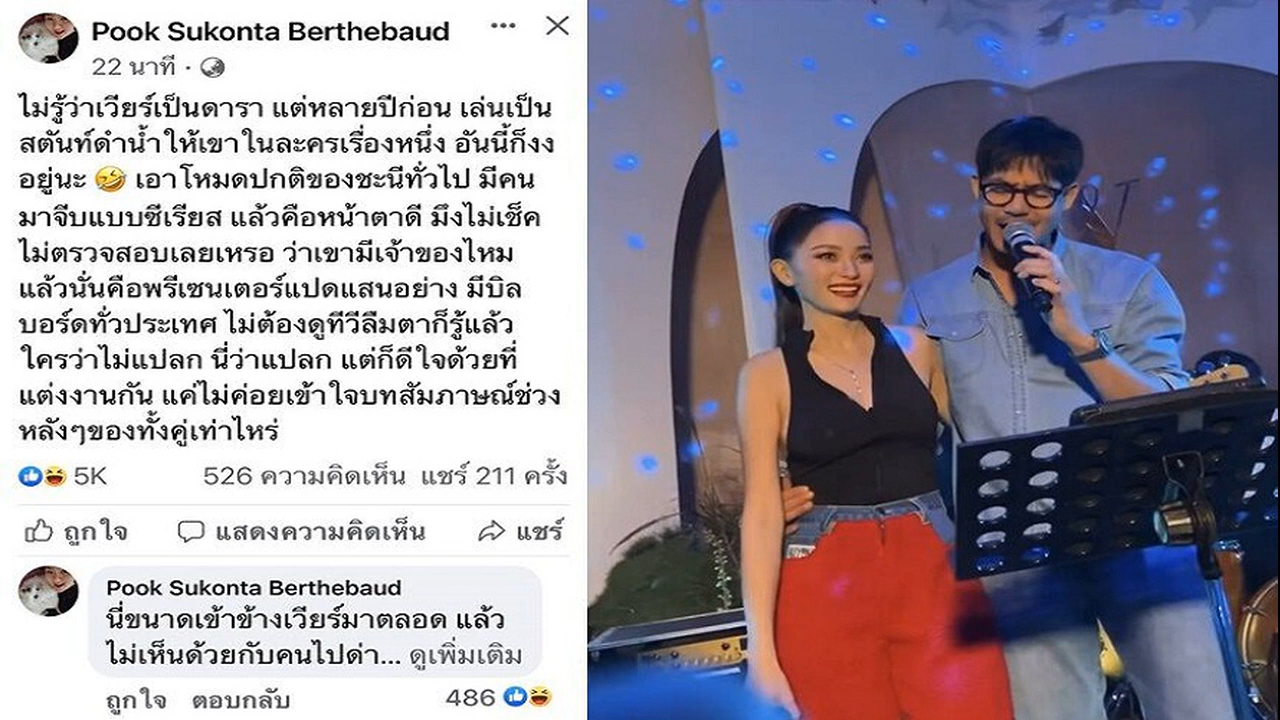 Pook Sukonta Berthebaud
22 นาที ·
ไม่รู้ว่าเวียร์เป็นดารา แต่หลายปีก่อน เล่นเป็น
สตันท์ดำน้ำให้เขาในละครเรื่องหนึ่ง อันนี้ก็งง
อยู่นะ 🤣 เอาโหมดปกติของชะนีทั่วไป มีคน
มาจีบแบบซีเรียส แล้วคือหน้าตาดี มึงไม่เช็ค
ไม่ตรวจสอบเลยเหรอ ว่าเขามีเจ้าของไหม
แล้วนั่นคือพรีเซนเตอร์แปดแสนอย่าง มีบิล
บอร์ดทั่วประเทศ ไม่ต้องดูทีวีลืมตาก็รู้แล้ว
ใครว่าไม่แปลก นี่ว่าแปลก แต่ก็ดีใจด้วยที่
แต่งงานกัน แค่ไม่ค่อยเข้าใจบทสัมภาษณ์ช่วง
หลังๆของทั้งคู่เท่าไหร่
5K 526 ความคิดเห็น แชร์ 211 ครั้ง
ถูกใจ แสดงความคิดเห็น แชร์
Pook Sukonta Berthebaud
นี่ขนาดเข้าข้างเวียร์มาตลอด แล้ว
ไม่เห็นด้วยกับคนไปด่า... ดูเพิ่มเติม
ถูกใจ ตอบกลับ 486